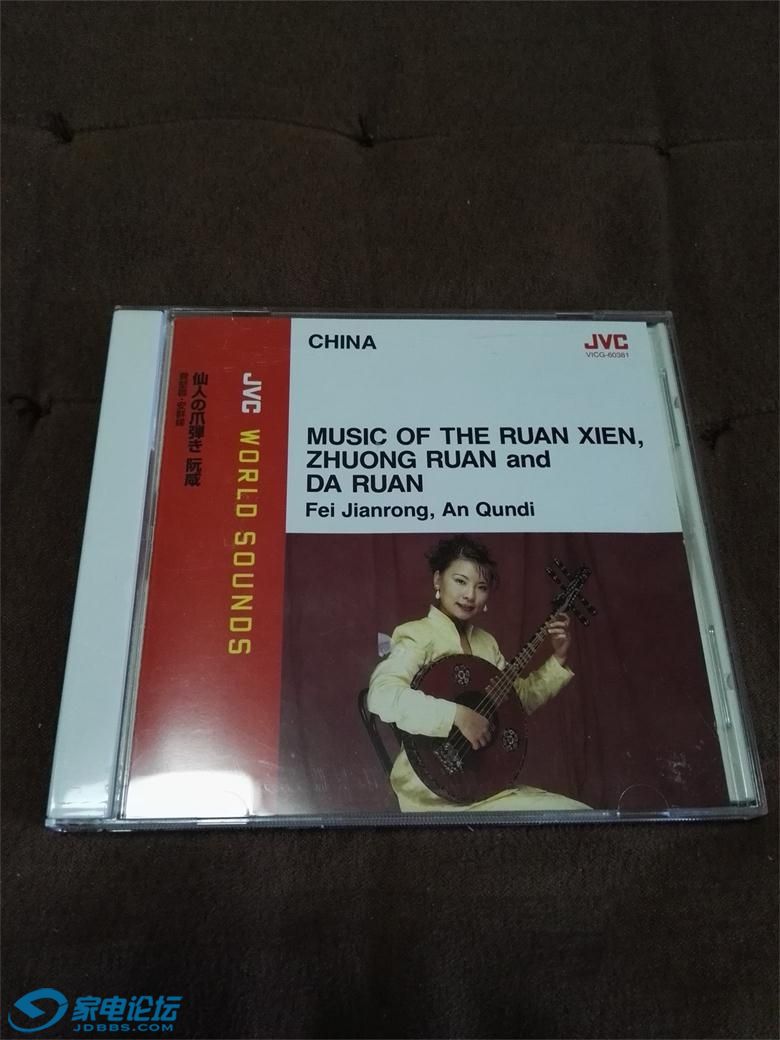 CHINA
JVC
VICG-60381
MUSIC OF THE RUAN XIEN,
ZHUONG RUAN and
DA RUAN
Fei Jianrong, An Qundi
JVC WORLD SOUNDS
仙人の爪弾き 阮咸
家电论坛
JDBBS.COM